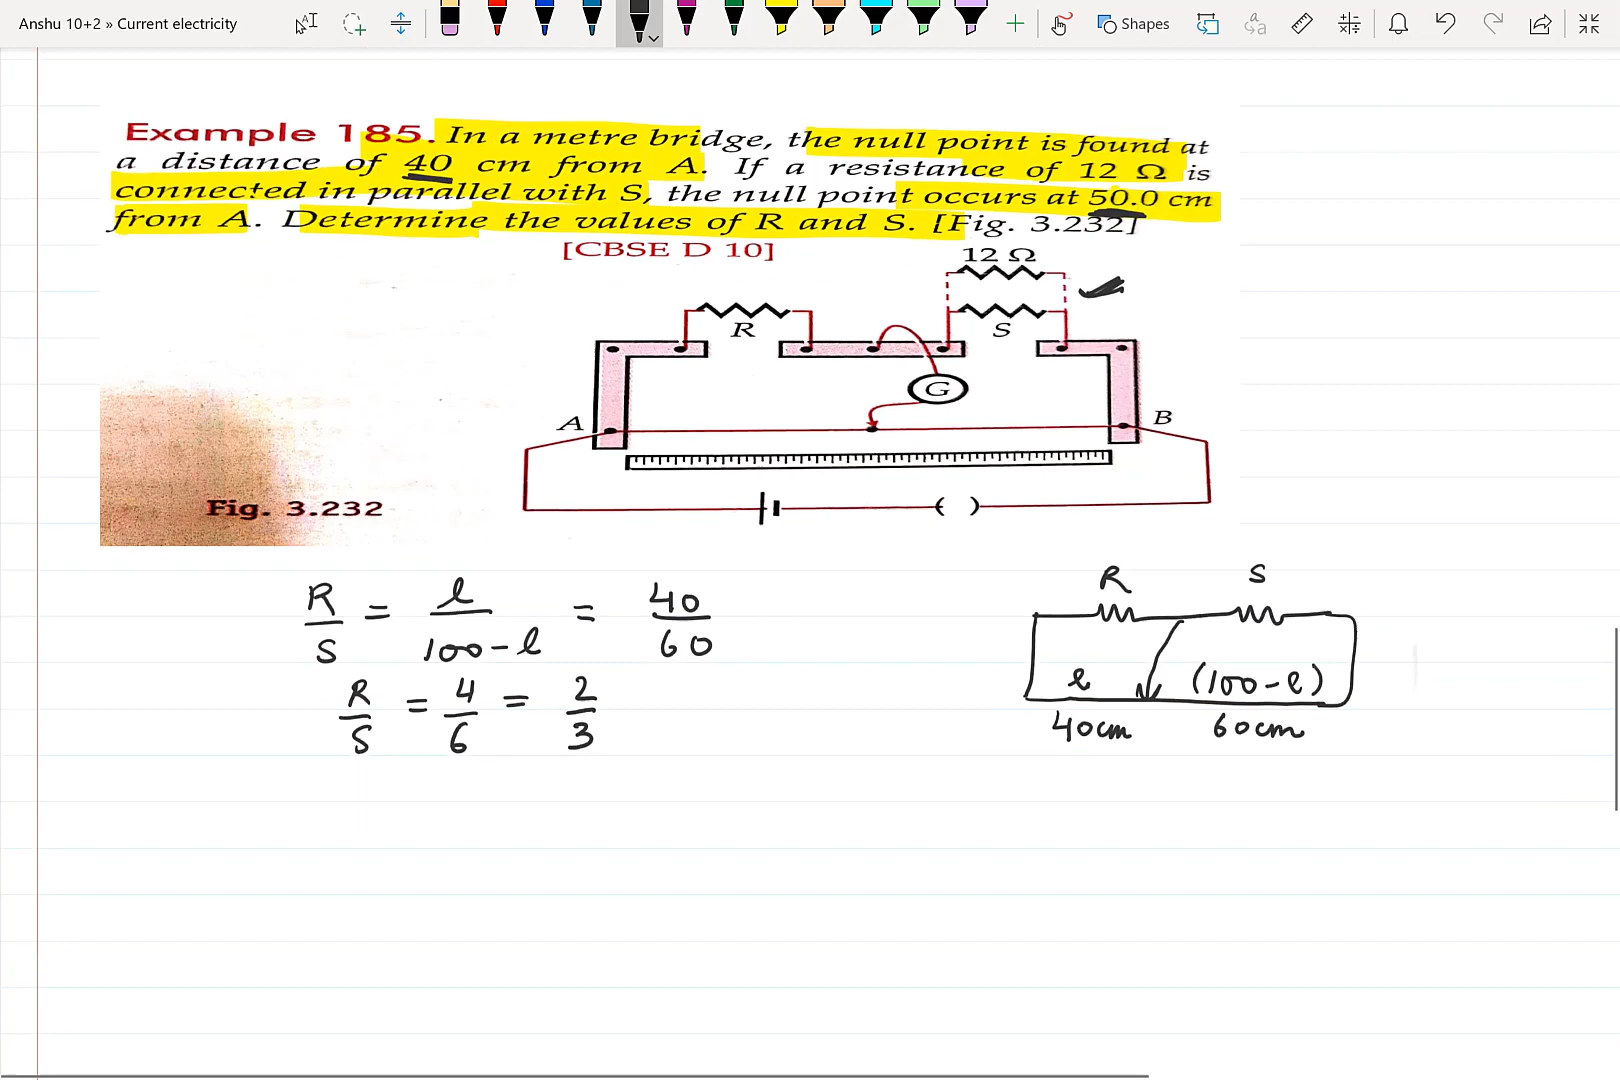 Anshu 10+2 » Current electricity
Shapes
Example 185. In a metre bridge, the null point is found at
a distance of 40 cm from A. If a resistance of 12 Ω is
connected in parallel with S, the null point occurs at 50.0 cm
from A. Determine the values of R and S. [Fig. 3.232]
[CBSE D 10]
12 Ω
R
S
G
A
B
Fig. 3.232
R/S = l/(100-l) = 40/60
R/S = 4/6 = 2/3
R S
l (100-l)
40cm 60cm